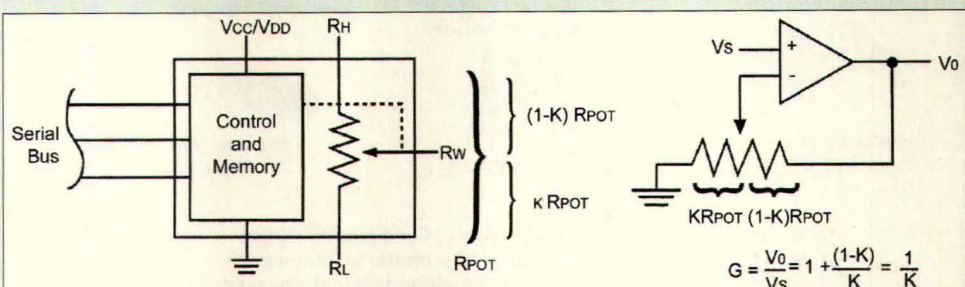 VCC/VDD
RH
Serial
Bus
Control
and
Memory
RW
RL
(1-K) RPOT
K RPOT
RPOT
VS
+
-
V0
KRPOT (1-K)RPOT
G = V0/VS = 1 + (1-K)/K = 1/K